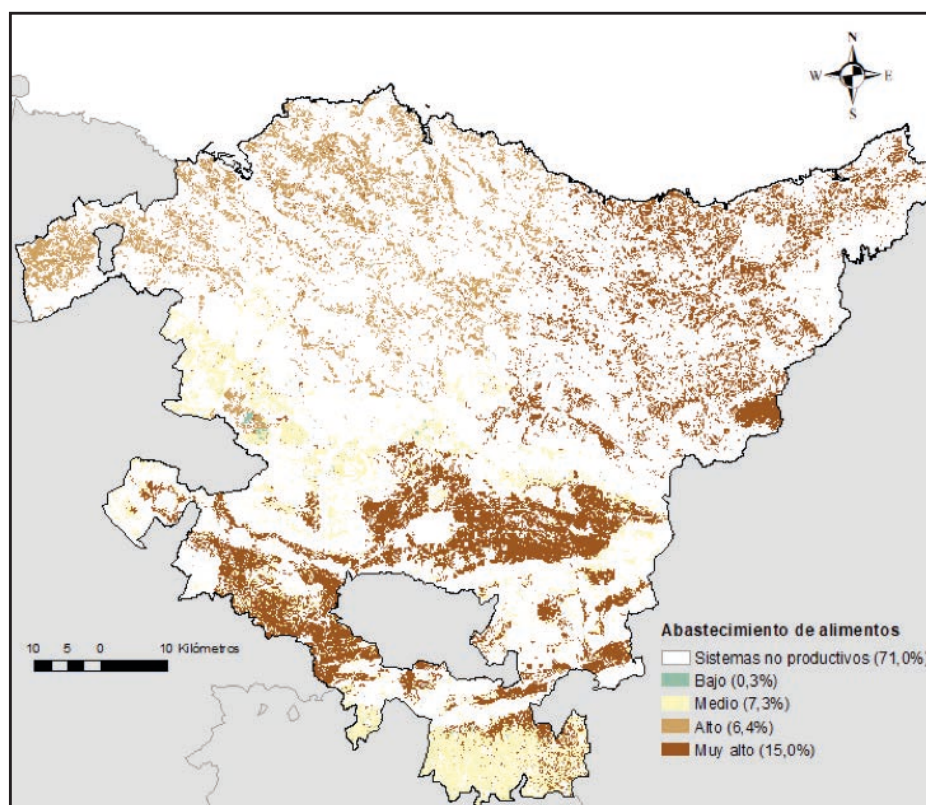 N
W E
S
10 5 0 10 Kilómetros
Abastecimiento de alimentos
Sistemas no productivos (71,0%)
Bajo (0,3%)
Medio (7,3%)
Alto (6,4%)
Muy alto (15,0%)